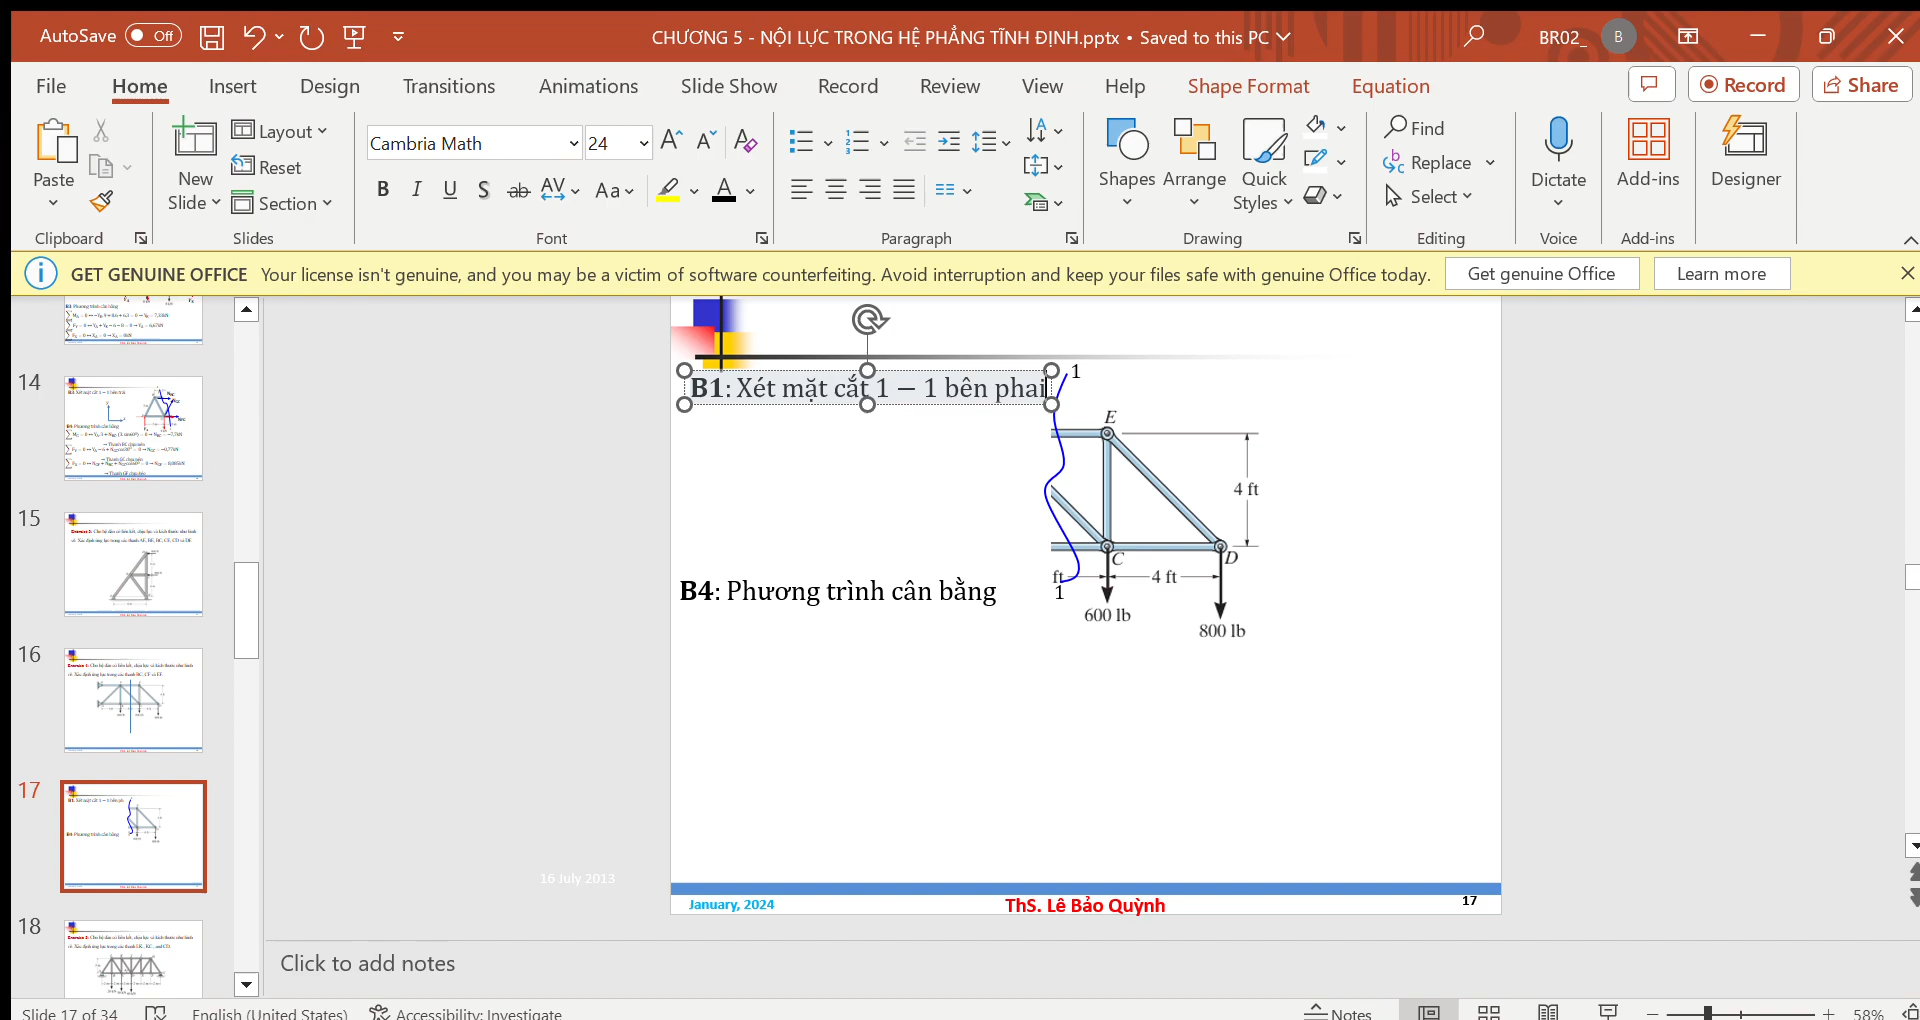 AutoSave Off
CHƯƠNG 5 - NỘI LỰC TRONG HỆ PHẲNG TĨNH ĐỊNH.pptx • Saved to this PC
BR02_ B
File Home Insert Design Transitions Animations Slide Show Record Review View Help Shape Format Equation
Record Share
Paste
Clipboard
New Slide
Layout
Reset
Section
Slides
Cambria Math 24
B I U S ab AV Aa A
Font
Paragraph
Shapes Arrange Quick Styles
Drawing
Find
Replace
Select
Editing
Dictate
Voice
Add-ins
Add-ins
Designer
GET GENUINE OFFICE Your license isn't genuine, and you may be a victim of software counterfeiting. Avoid interruption and keep your files safe with genuine Office today. Get genuine Office Learn more
14
15
16
17
18
B1: Xét mặt cắt 1 − 1 bên phai
1
E
4 ft
C
D
ft
4 ft
1
600 lb
800 lb
B4: Phương trình cân bằng
16 July 2013
January, 2024
ThS. Lê Bảo Quỳnh
17
Click to add notes
Slide 17 of 34 English (United States) Accessibility: Investigate Notes 58%